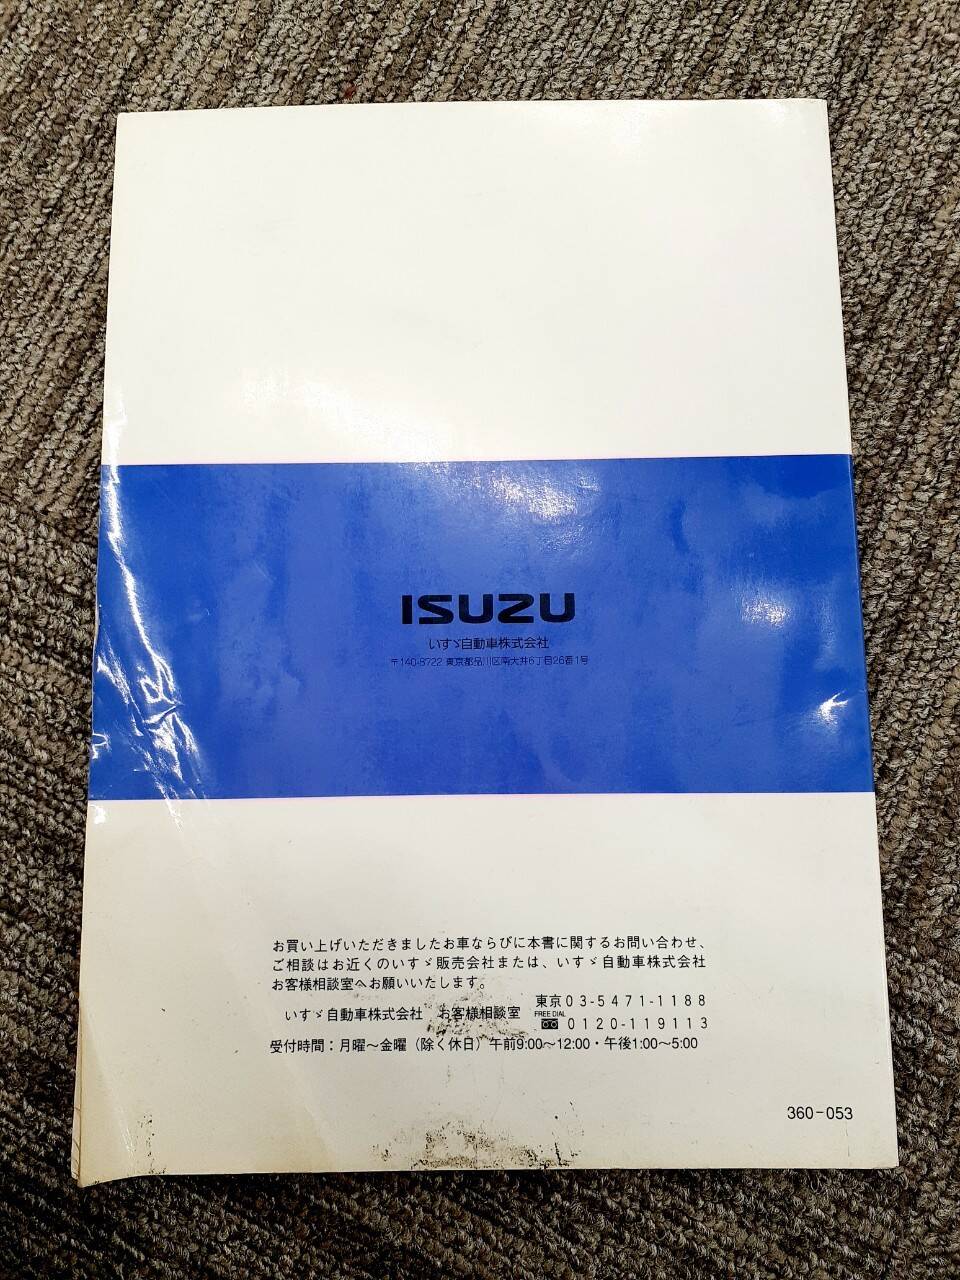 ISUZU
いすゞ自動車株式会社
〒140-8722 東京都品川区南大井6丁目26番1号
お買い上げいただきましたお車ならびに本書に関するお問い合わせ、
ご相談はお近くのいすゞ販売会社または、いすゞ自動車株式会社
お客様相談室へお願いいたします。
いすゞ自動車株式会社 お客様相談室 東京03-5471-1188
FREE DIAL
0120-119113
受付時間：月曜～金曜（除く休日）午前9:00～12:00・午後1:00～5:00
360-053